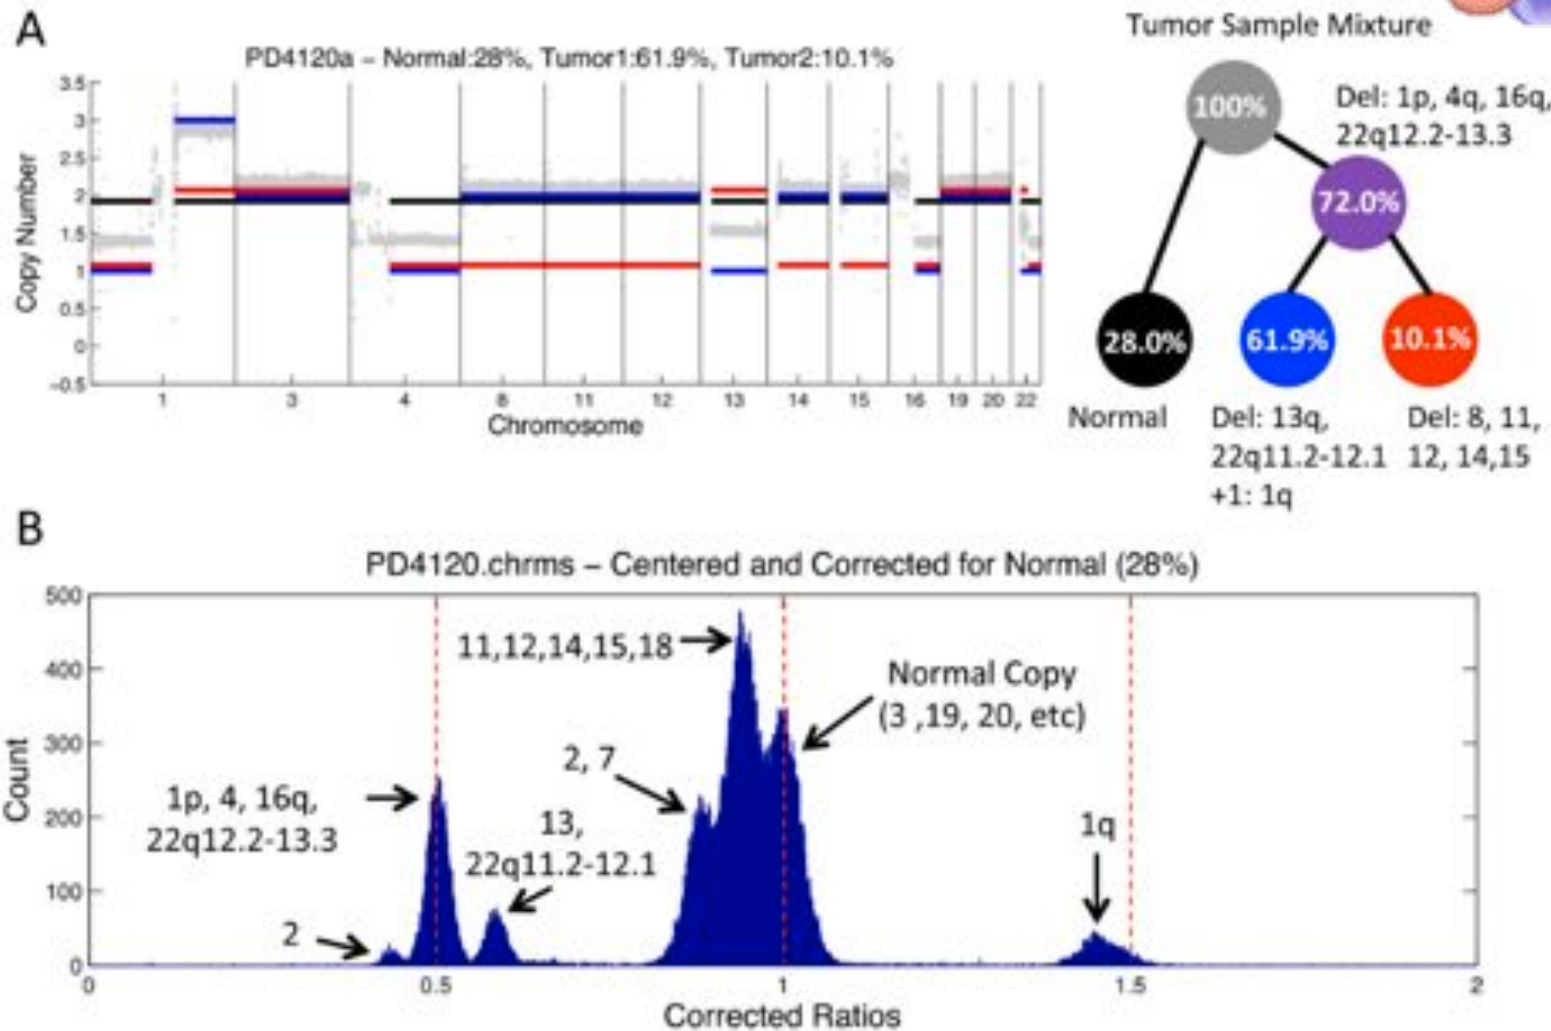 A
PD4120a – Normal:28%, Tumor1:61.9%, Tumor2:10.1%
3.5
3
2.5
2
1.5
1
0.5
0
−0.5
Copy Number
1 3 4 8 11 12 13 14 15 16 19 20 22
Chromosome
Tumor Sample Mixture
100%
Del: 1p, 4q, 16q,
22q12.2-13.3
72.0%
28.0% 61.9% 10.1%
Normal
Del: 13q,
22q11.2-12.1
+1: 1q
Del: 8, 11,
12, 14,15
B
PD4120.chrms – Centered and Corrected for Normal (28%)
500
400
300
200
100
0
Count
11,12,14,15,18
Normal Copy
(3 ,19, 20, etc)
2, 7
1p, 4, 16q,
22q12.2-13.3
13,
22q11.2-12.1
1q
2
0 0.5 1 1.5 2
Corrected Ratios